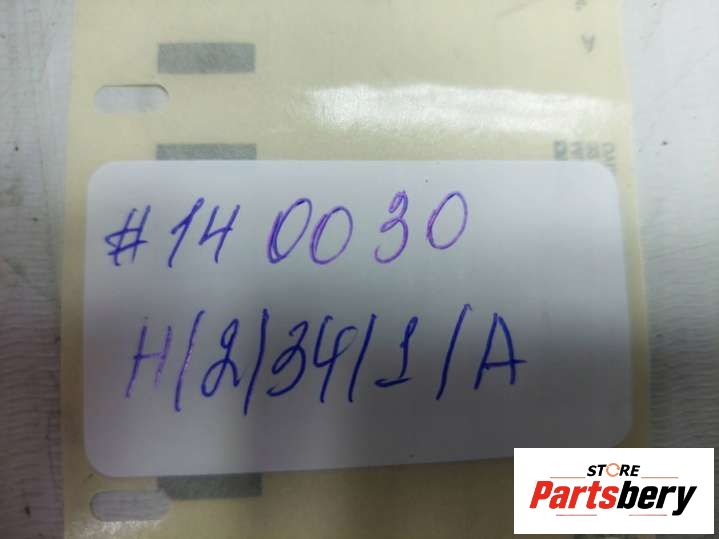 #140030
H/2/34/1/A
STORE
Partsbery